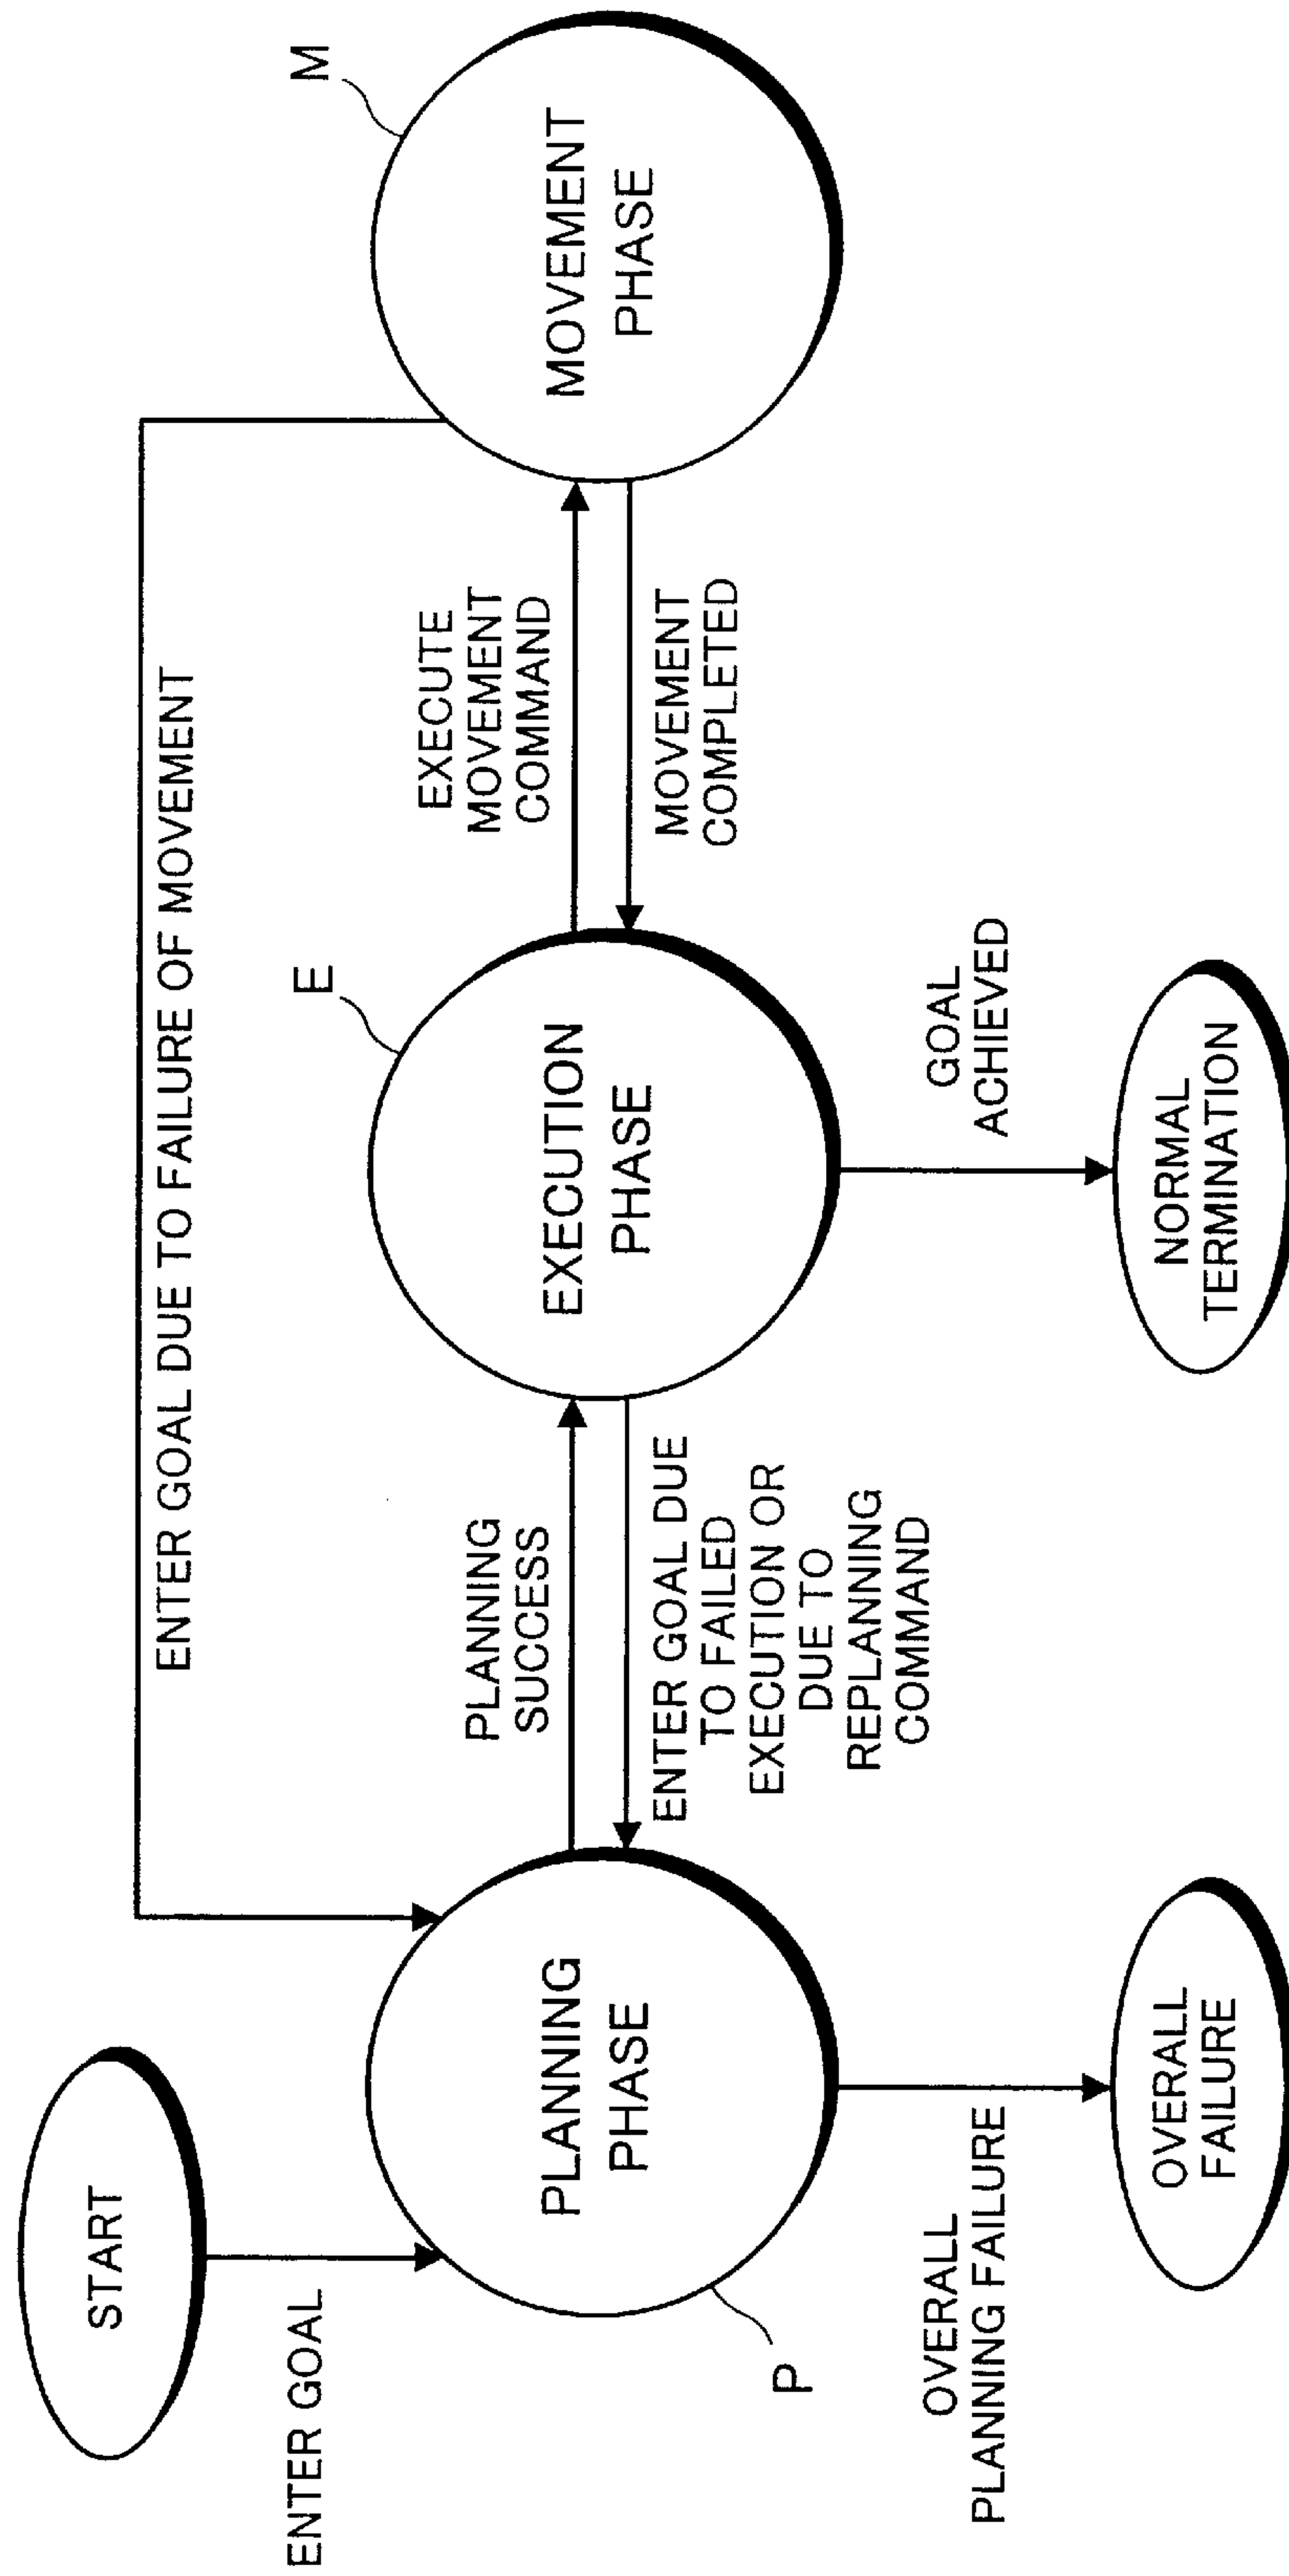 START
ENTER GOAL
ENTER GOAL DUE TO FAILURE OF MOVEMENT
PLANNING
PHASE
P
PLANNING
SUCCESS
ENTER GOAL DUE
TO FAILED
EXECUTION OR
DUE TO
REPLANNING
COMMAND
EXECUTION
PHASE
E
EXECUTE
MOVEMENT
COMMAND
MOVEMENT
COMPLETED
MOVEMENT
PHASE
M
OVERALL
PLANNING FAILURE
OVERALL
FAILURE
GOAL
ACHIEVED
NORMAL
TERMINATION